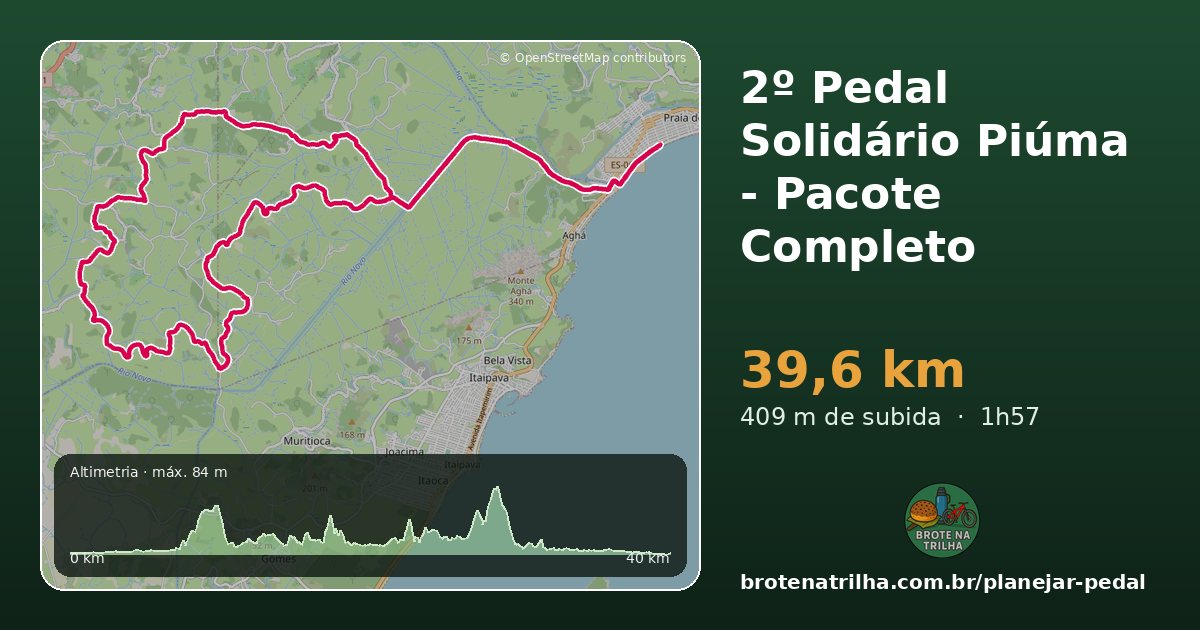 © OpenStreetMap contributors
2º Pedal
Solidário Piúma
- Pacote
Completo
Praia d
ES-0
Aghá
Rio Novo
Monte
Aghá
340 m
175 m
Bela Vista
Itaipava
Rio Novo
Avenida Itapemirim
168 m
Muritioca
Joacima
Itaipava
Itaoca
201 m
Altimetria · máx. 84 m
52 m
Gomes
0 km
40 km
39,6 km
409 m de subida · 1h57
BROTE NA
TRILHA
brotenatrilha.com.br/planejar-pedal